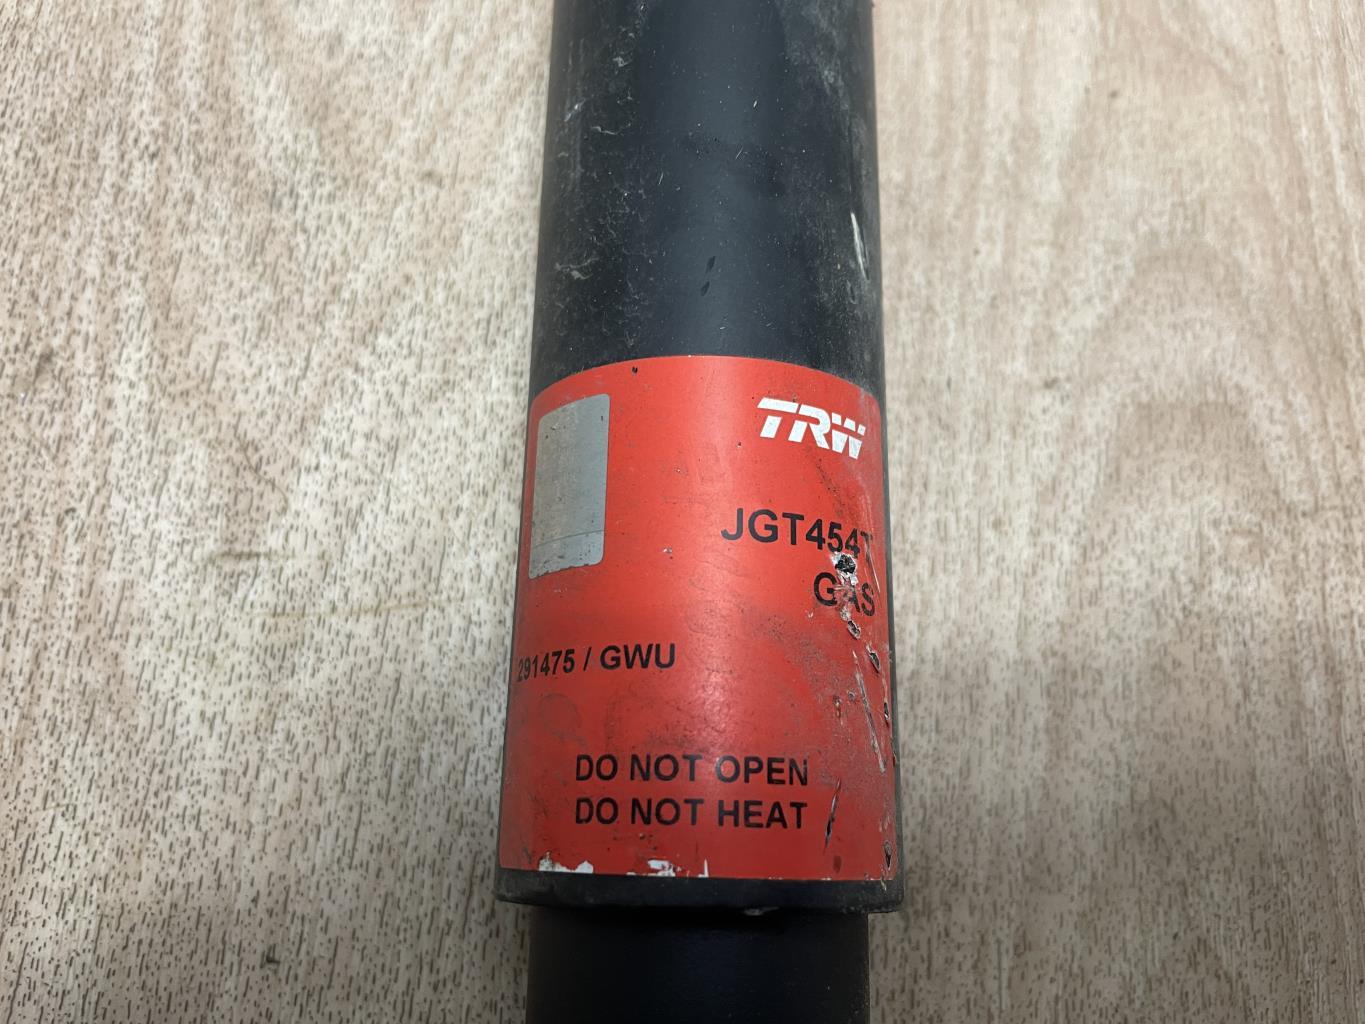 TRW
JGT454T
GAS
291475 / GWU
DO NOT OPEN
DO NOT HEAT